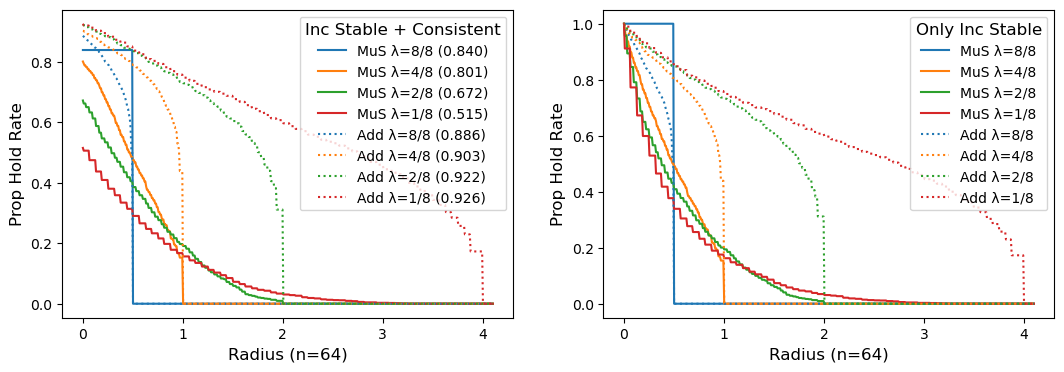 Inc Stable + Consistent
MuS λ=8/8 (0.840)
MuS λ=4/8 (0.801)
MuS λ=2/8 (0.672)
MuS λ=1/8 (0.515)
Add λ=8/8 (0.886)
Add λ=4/8 (0.903)
Add λ=2/8 (0.922)
Add λ=1/8 (0.926)
Prop Hold Rate
0.8
0.6
0.4
0.2
0.0
0
1
2
3
4
Radius (n=64)
Only Inc Stable
MuS λ=8/8
MuS λ=4/8
MuS λ=2/8
MuS λ=1/8
Add λ=8/8
Add λ=4/8
Add λ=2/8
Add λ=1/8
Prop Hold Rate
1.0
0.8
0.6
0.4
0.2
0.0
0
1
2
3
4
Radius (n=64)